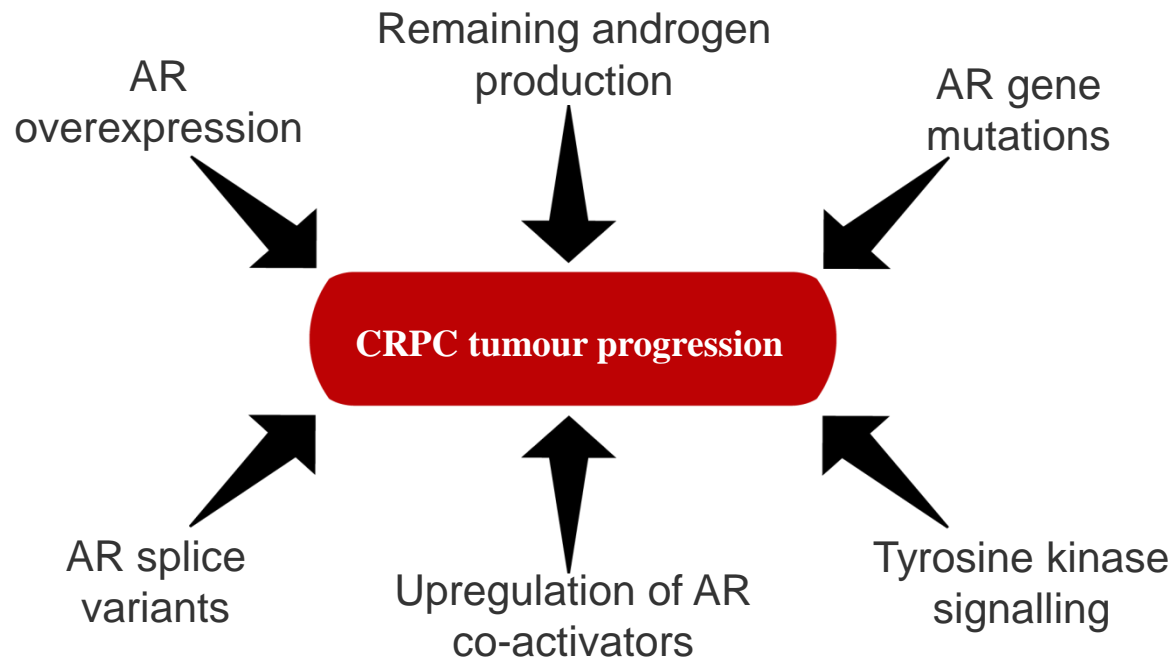 Remaining androgen
production
AR
overexpression
AR gene
mutations
CRPC tumour progression
AR splice
variants
Upregulation of AR
co-activators
Tyrosine kinase
signalling